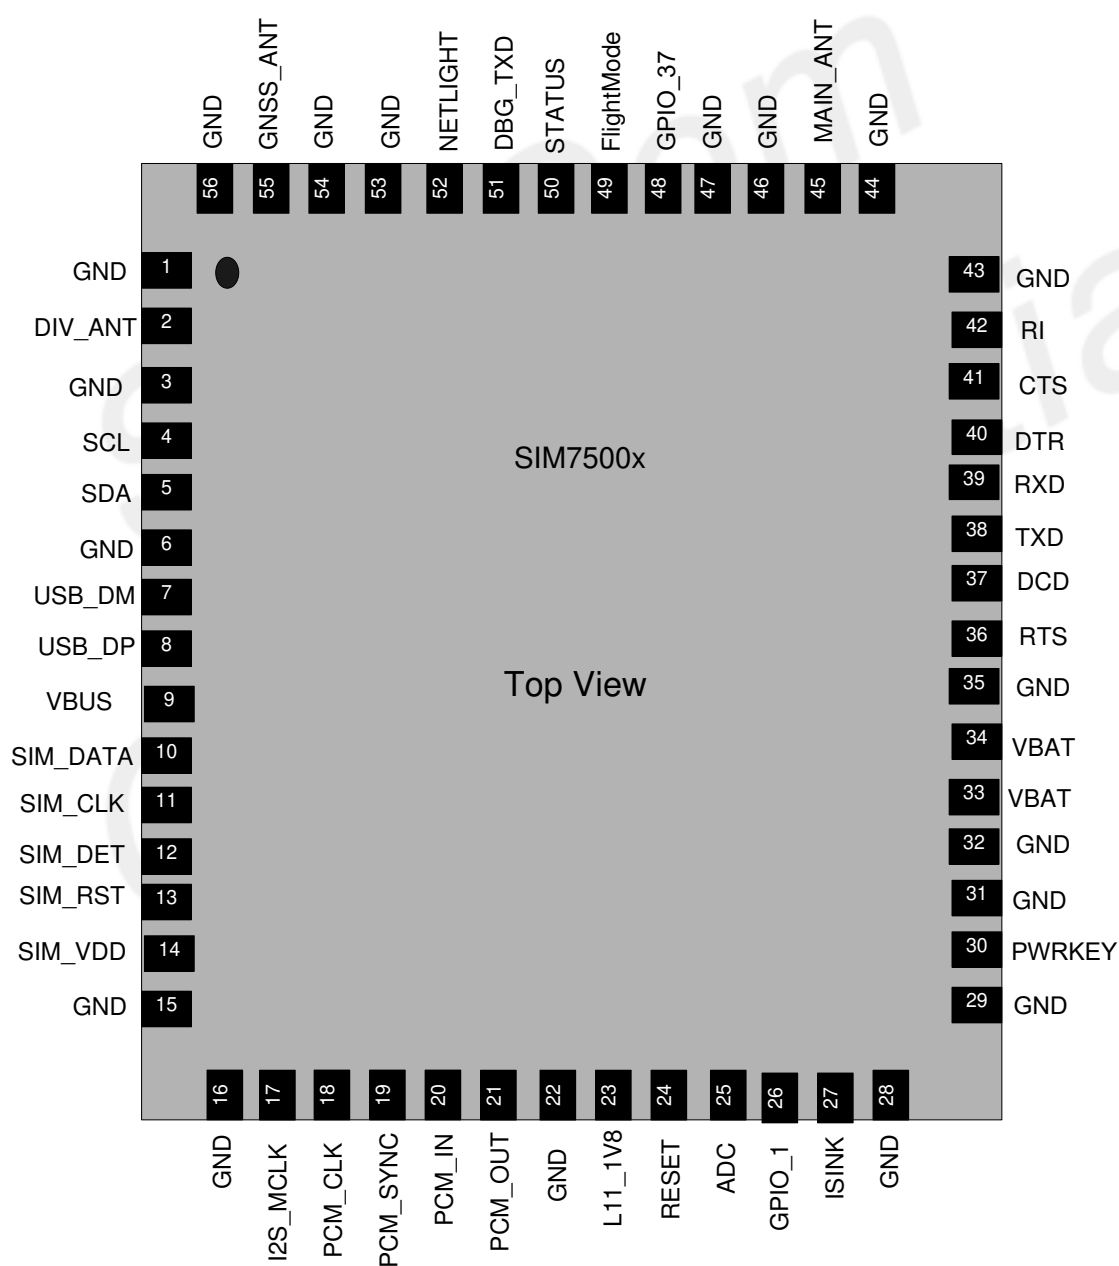 GND
GNSS_ANT
GND
GND
NETLIGHT
DBG_TXD
STATUS
FlightMode
GPIO_37
GND
GND
MAIN_ANT
GND
56
55
54
53
52
51
50
49
48
47
46
45
44
GND 1
DIV_ANT 2
GND 3
SCL 4
SDA 5
GND 6
USB_DM 7
USB_DP 8
VBUS 9
SIM_DATA 10
SIM_CLK 11
SIM_DET 12
SIM_RST 13
SIM_VDD 14
GND 15
SIM7500x
Top View
43 GND
42 RI
41 CTS
40 DTR
39 RXD
38 TXD
37 DCD
36 RTS
35 GND
34 VBAT
33 VBAT
32 GND
31 GND
30 PWRKEY
29 GND
16
17
18
19
20
21
22
23
24
25
26
27
28
GND
I2S_MCLK
PCM_CLK
PCM_SYNC
PCM_IN
PCM_OUT
GND
L11_1V8
RESET
ADC
GPIO_1
ISINK
GND